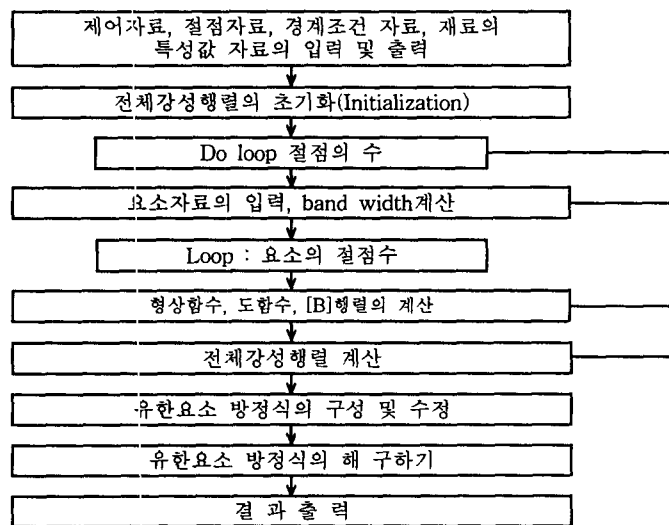 제어자료, 절점자료, 경계조건 자료, 재료의
특성값 자료의 입력 및 출력
전체강성행렬의 초기화(Initialization)
Do loop 절점의 수
요소자료의 입력, band width계산
Loop : 요소의 절점수
형상함수, 도함수, [B]행렬의 계산
전체강성행렬 계산
유한요소 방정식의 구성 및 수정
유한요소 방정식의 해 구하기
결 과 출 력